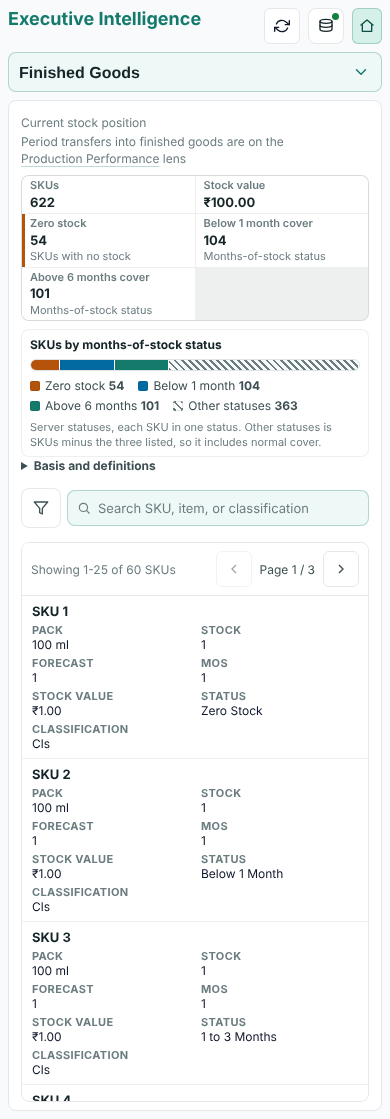 Executive Intelligence
Finished Goods
Current stock position
Period transfers into finished goods are on the
Production Performance lens
SKUs
622
Stock value
₹100.00
Zero stock
54
SKUs with no stock
Below 1 month cover
104
Months-of-stock status
Above 6 months cover
101
Months-of-stock status
SKUs by months-of-stock status
Zero stock 54
Below 1 month 104
Above 6 months 101
Other statuses 363
Server statuses, each SKU in one status. Other statuses is
SKUs minus the three listed, so it includes normal cover.
Basis and definitions
Search SKU, item, or classification
Showing 1-25 of 60 SKUs
Page 1 / 3
SKU 1
PACK
100 ml
STOCK
1
FORECAST
1
MOS
1
STOCK VALUE
₹1.00
STATUS
Zero Stock
CLASSIFICATION
Cls
SKU 2
PACK
100 ml
STOCK
1
FORECAST
1
MOS
1
STOCK VALUE
₹1.00
STATUS
Below 1 Month
CLASSIFICATION
Cls
SKU 3
PACK
100 ml
STOCK
1
FORECAST
1
MOS
1
STOCK VALUE
₹1.00
STATUS
1 to 3 Months
CLASSIFICATION
Cls
SKU 4